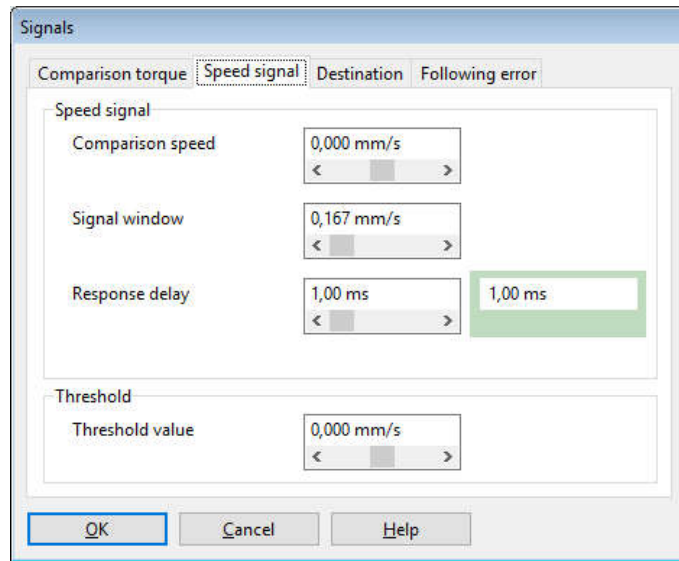 Signals
Comparison torque Speed signal Destination Following error
Speed signal
Comparison speed 0,000 mm/s
Signal window 0,167 mm/s
Response delay 1,00 ms 1,00 ms
Threshold
Threshold value 0,000 mm/s
OK Cancel Help